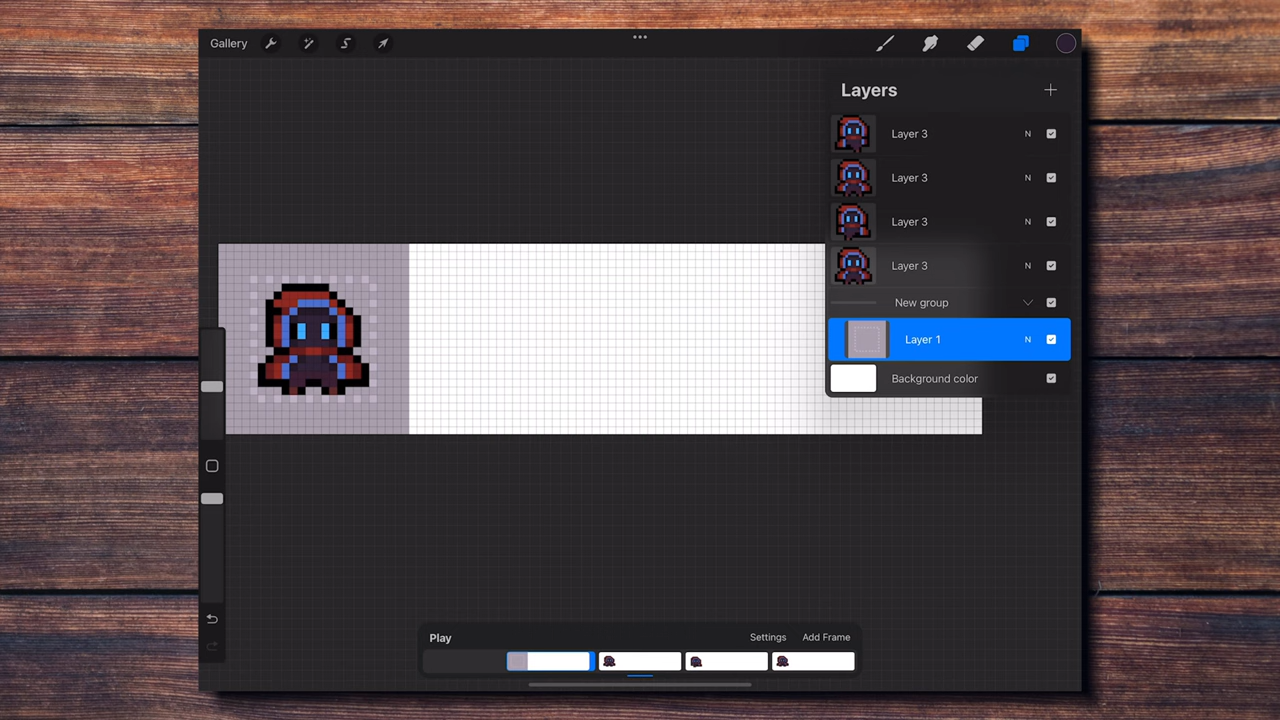 Gallery
Layers
Layer 3 N
Layer 3 N
Layer 3 N
Layer 3 N
New group
Layer 1 N
Background color
Play Settings Add Frame